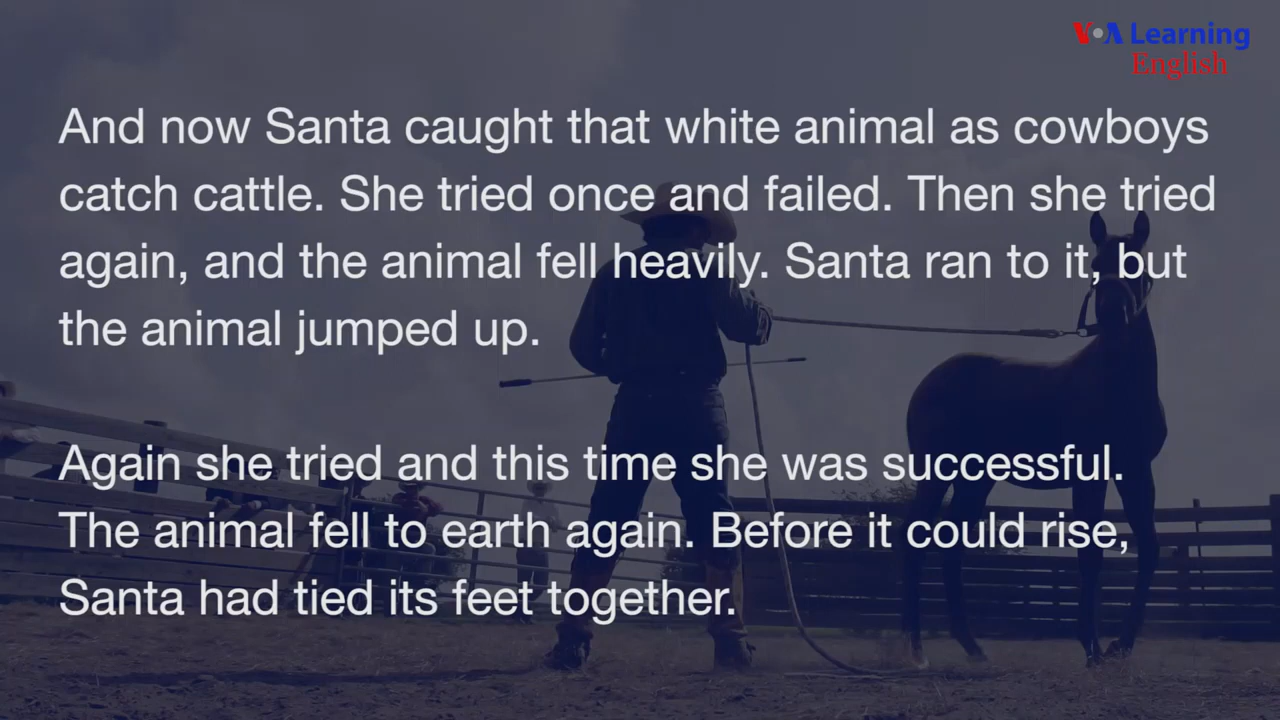 VOA Learning
English
And now Santa caught that white animal as cowboys
catch cattle. She tried once and failed. Then she tried
again, and the animal fell heavily. Santa ran to it, but
the animal jumped up.
Again she tried and this time she was successful.
The animal fell to earth again. Before it could rise,
Santa had tied its feet together.